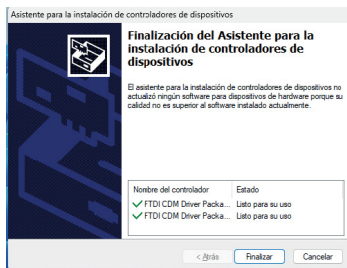 Asistente para la instalación de controladores de dispositivos
Finalización del Asistente para la
instalación de controladores de
dispositivos
El asistente para la instalación de controladores de dispositivos no
actualizó ningún software para dispositivos de hardware porque su
calidad no es superior al software instalado actualmente.
Nombre del controlador Estado
FTDI CDM Driver Packa... Listo para su uso
FTDI CDM Driver Packa... Listo para su uso
< Atrás Finalizar Cancelar